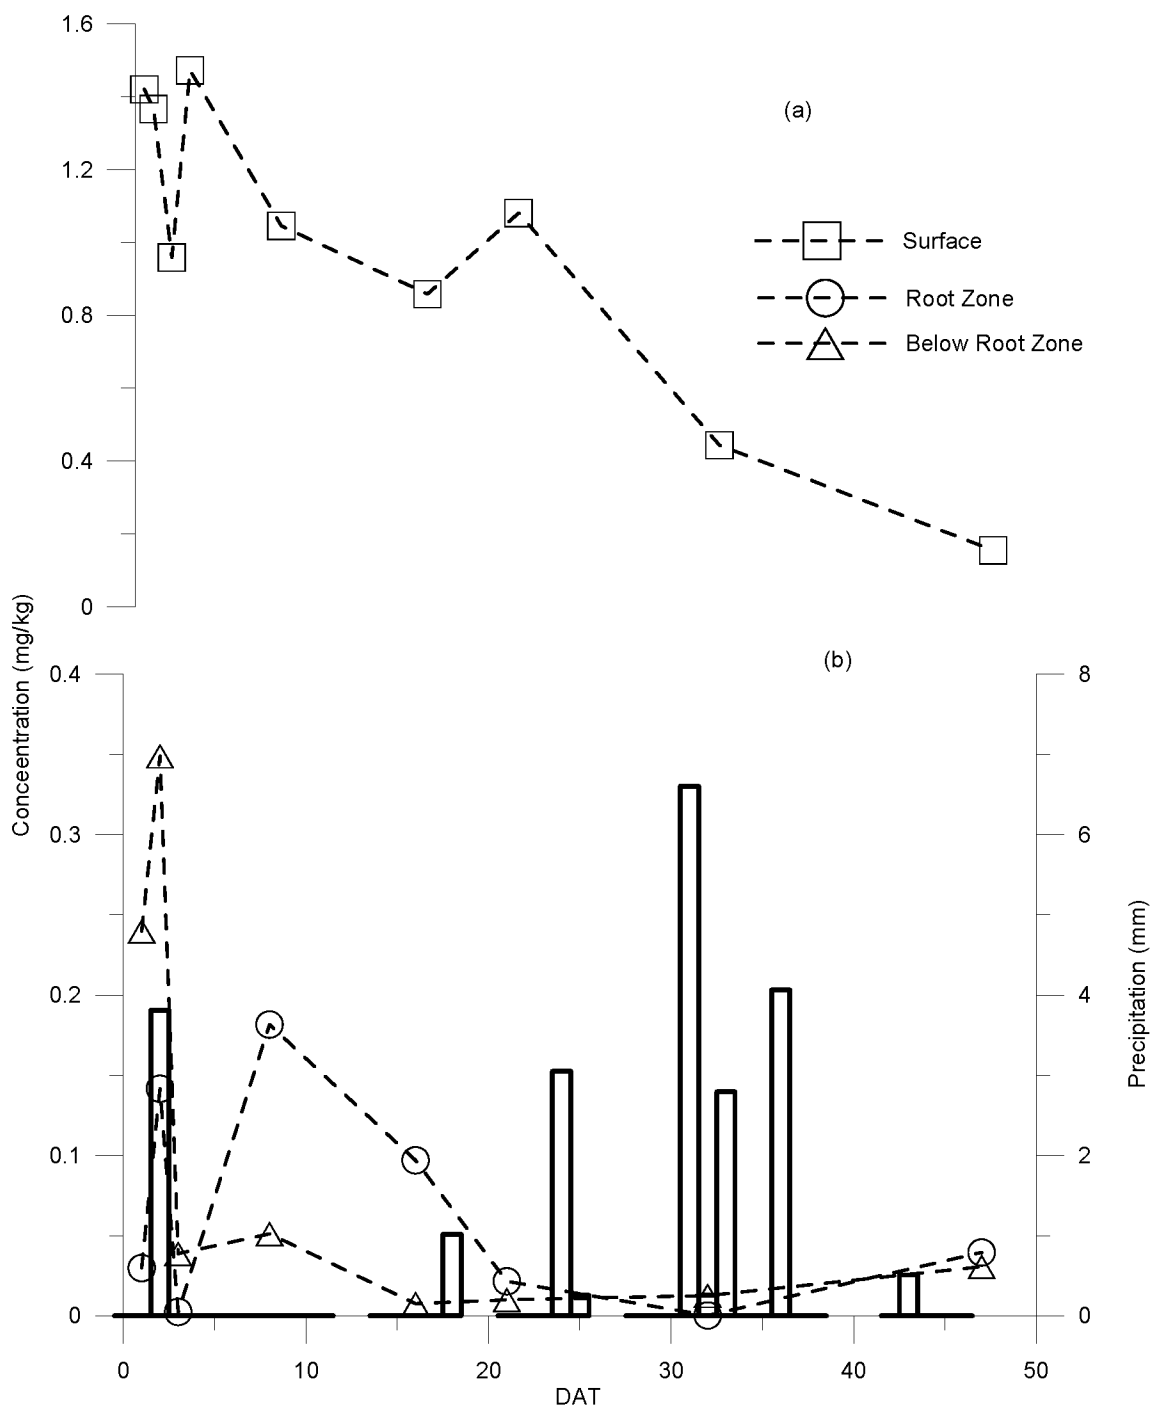 1.6
(a)
1.2
Surface
Root Zone
0.8
Below Root Zone
0.4
0
Conceentration (mg/kg)
(b)
0.4
8
0.3
6
Precipitation (mm)
0.2
4
0.1
2
0
0
0
10
20
30
40
50
DAT